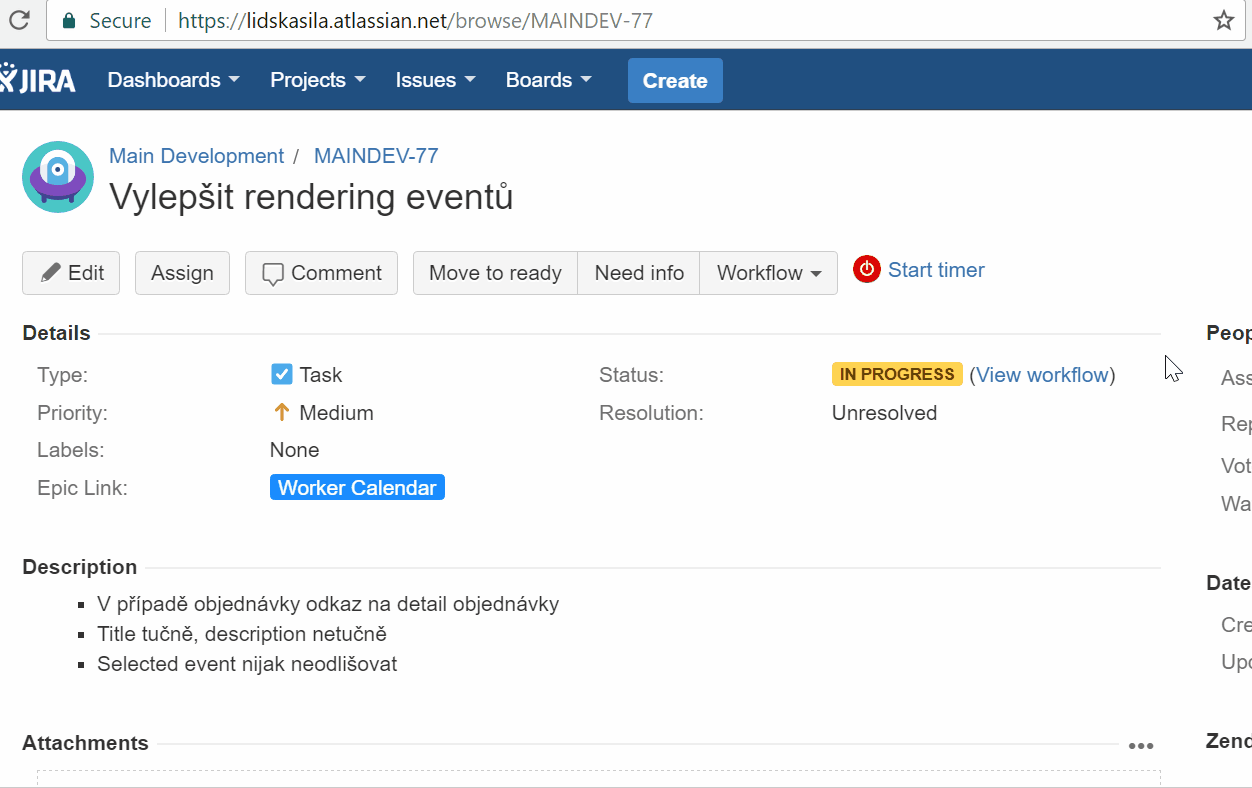 Secure https://lidskasila.atlassian.net/browse/MAINDEV-77
JIRA Dashboards Projects Issues Boards Create
Main Development / MAINDEV-77
Vylepšit rendering eventů
Edit Assign Comment Move to ready Need info Workflow Start timer
Details
Type: Task Status: IN PROGRESS (View workflow)
Priority: Medium Resolution: Unresolved
Labels: None
Epic Link: Worker Calendar
Description
V případě objednávky odkaz na detail objednávky
Title tučně, description netučně
Selected event nijak neodlišovat
Attachments
Peop
Ass
Rep
Vot
Wa
Date
Cre
Upd
Zend